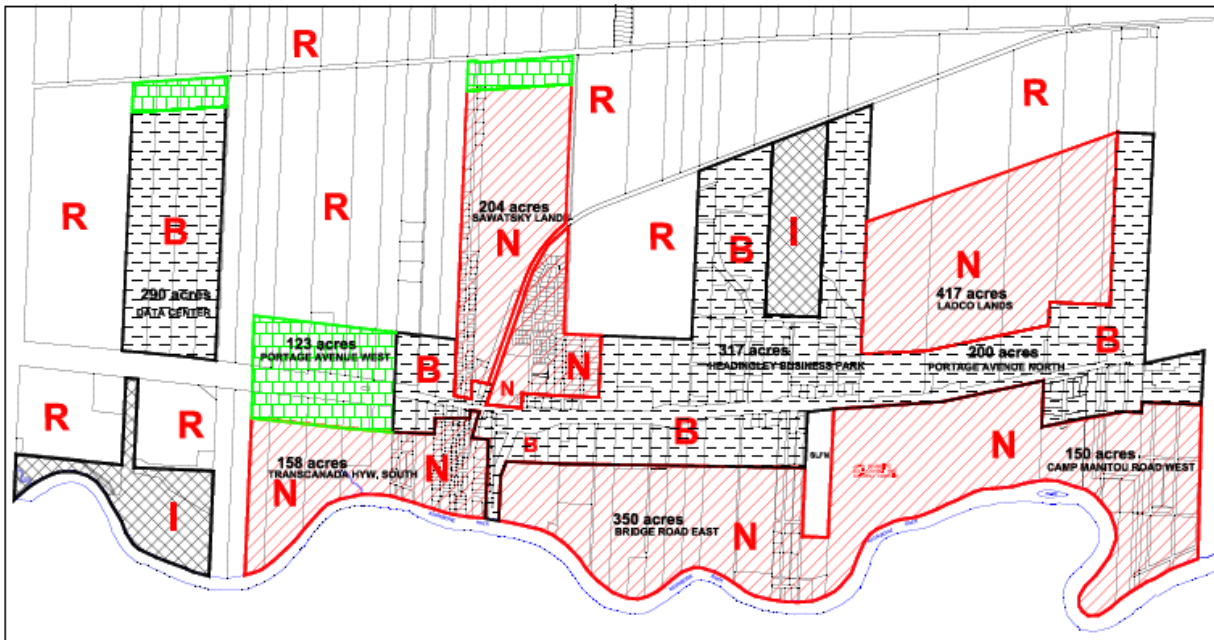 R
R
R
R
204 acres
SAWATSKY LANDS
R
R
B
N
R
B
I
N
290 acres
DATA CENTER
417 acres
LADCO LANDS
123 acres
PORTAGE AVENUE WEST
B
N
N
317 acres
HEADINGLEY BUSINESS PARK
200 acres
PORTAGE AVENUE NORTH
B
R
R
B
B
N
SLFN
158 acres
TRANSCANADA HYW, SOUTH
N
N
150 acres
CAMP MANITOU ROAD WEST
I
350 acres
BRIDGE ROAD EAST
N